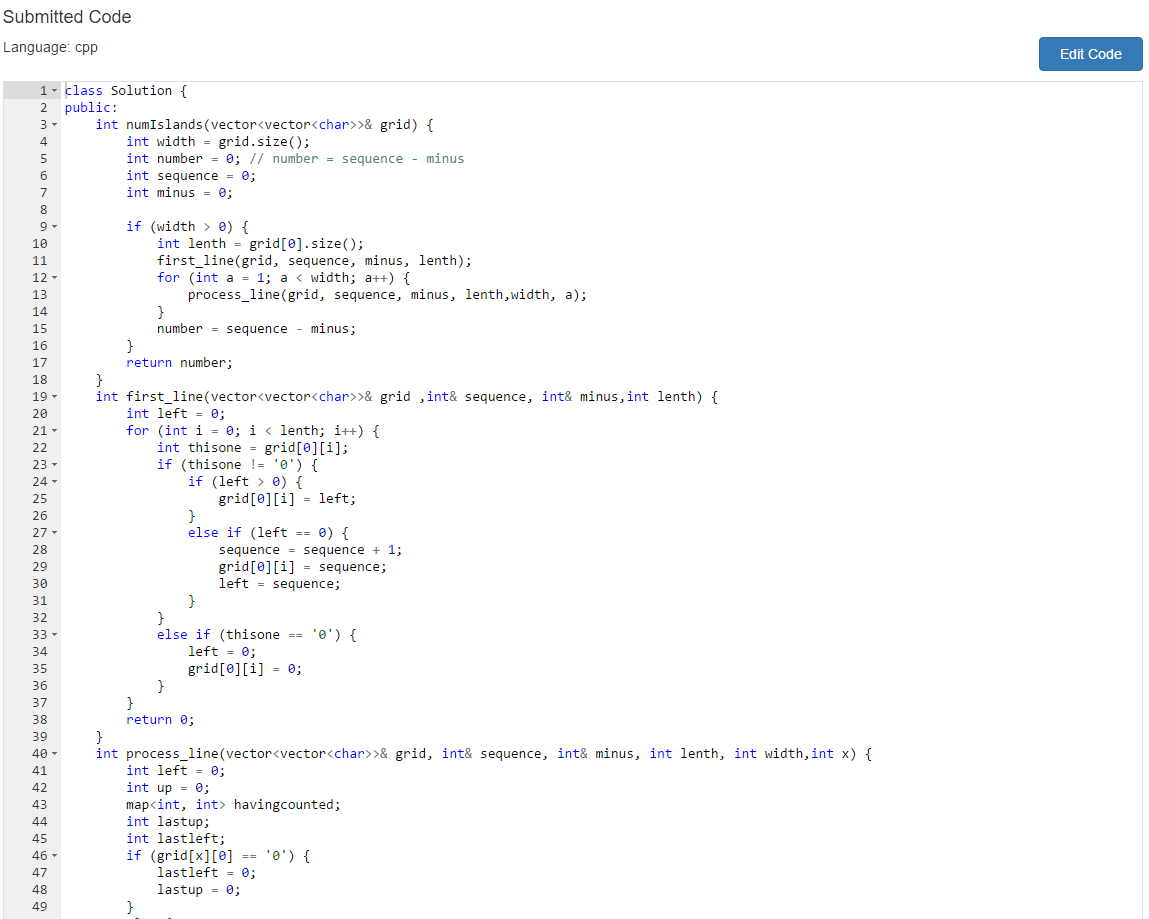 Submitted Code
Language: cpp
Edit Code
1 class Solution {
2 public:
3     int numIslands(vector<vector<char>>& grid) {
4         int width = grid.size();
5         int number = 0; // number = sequence - minus
6         int sequence = 0;
7         int minus = 0;
8
9         if (width > 0) {
10             int lenth = grid[0].size();
11             first_line(grid, sequence, minus, lenth);
12             for (int a = 1; a < width; a++) {
13                 process_line(grid, sequence, minus, lenth,width, a);
14             }
15             number = sequence - minus;
16         }
17         return number;
18     }
19     int first_line(vector<vector<char>>& grid ,int& sequence, int& minus,int lenth) {
20         int left = 0;
21         for (int i = 0; i < lenth; i++) {
22             int thisone = grid[0][i];
23             if (thisone != '0') {
24                 if (left > 0) {
25                     grid[0][i] = left;
26                 }
27                 else if (left == 0) {
28                     sequence = sequence + 1;
29                     grid[0][i] = sequence;
30                     left = sequence;
31                 }
32             }
33             else if (thisone == '0') {
34                 left = 0;
35                 grid[0][i] = 0;
36             }
37         }
38         return 0;
39     }
40     int process_line(vector<vector<char>>& grid, int& sequence, int& minus, int lenth, int width,int x) {
41         int left = 0;
42         int up = 0;
43         map<int, int> havingcounted;
44         int lastup;
45         int lastleft;
46         if (grid[x][0] == '0') {
47             lastleft = 0;
48             lastup = 0;
49         }